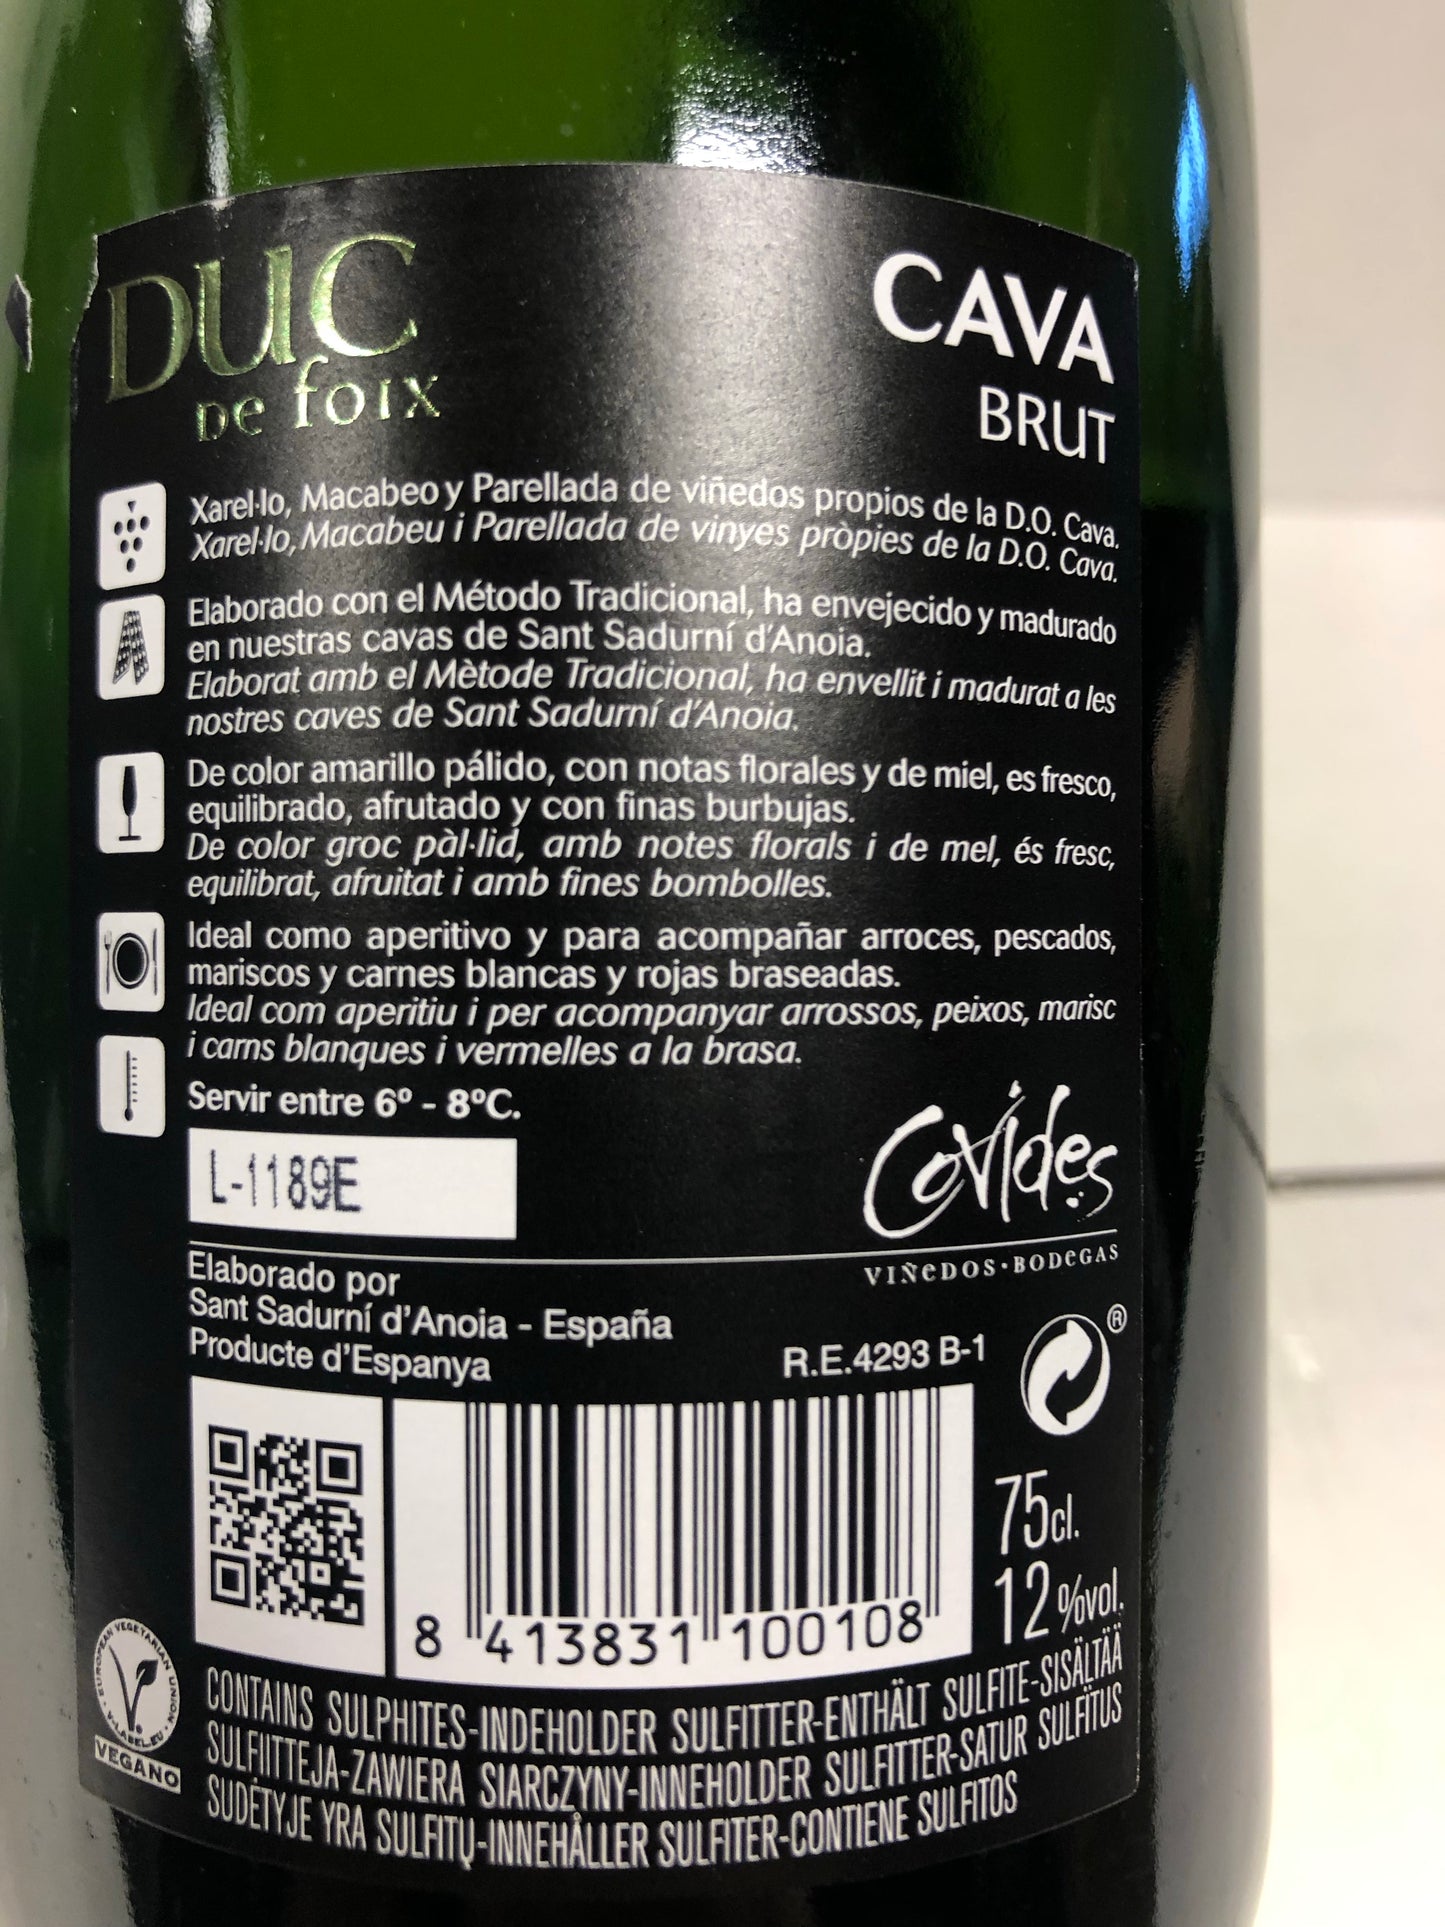 DUC
DE FOIX
CAVA
BRUT
Xarel·lo, Macabeo y Parellada de viñedos propios de la D.O. Cava.
Xarel·lo, Macabeu i Parellada de vinyes pròpies de la D.O. Cava.
Elaborado con el Método Tradicional, ha envejecido y madurado
en nuestras cavas de Sant Sadurní d'Anoia.
Elaborat amb el Mètode Tradicional, ha envellit i madurat a les
nostres caves de Sant Sadurní d'Anoia.
De color amarillo pálido, con notas florales y de miel, es fresco,
equilibrado, afrutado y con finas burbujas.
De color groc pàl·lid, amb notes florals i de mel, és fresc,
equilibrat, afruitat i amb fines bombolles.
Ideal como aperitivo y para acompañar arroces, pescados,
mariscos y carnes blancas y rojas braseadas.
Ideal com aperitiu i per acompanyar arrossos, peixos, marisc
i carns blanques i vermelles a la brasa.
Servir entre 6º - 8ºC.
L-1189E
Covides
VIÑEDOS·BODEGAS
Elaborado por
Sant Sadurní d'Anoia - España
Producte d'Espanya
R.E.4293 B-1
®
75cl.
12%vol.
8 413831 100108
EUROPEAN VEGETARIAN UNION
V-LABEL.EU
VEGANO
CONTAINS SULPHITES-INDEHOLDER SULFITTER-ENTHÄLT SULFITE-SISÄLTÄÄ
SULFIITTEJA-ZAWIERA SIARCZYNY-INNEHOLDER SULFITTER-SATUR SULFĪTUS
SUDĖTYJE YRA SULFITŲ-INNEHÅLLER SULFITER-CONTIENE SULFITOS